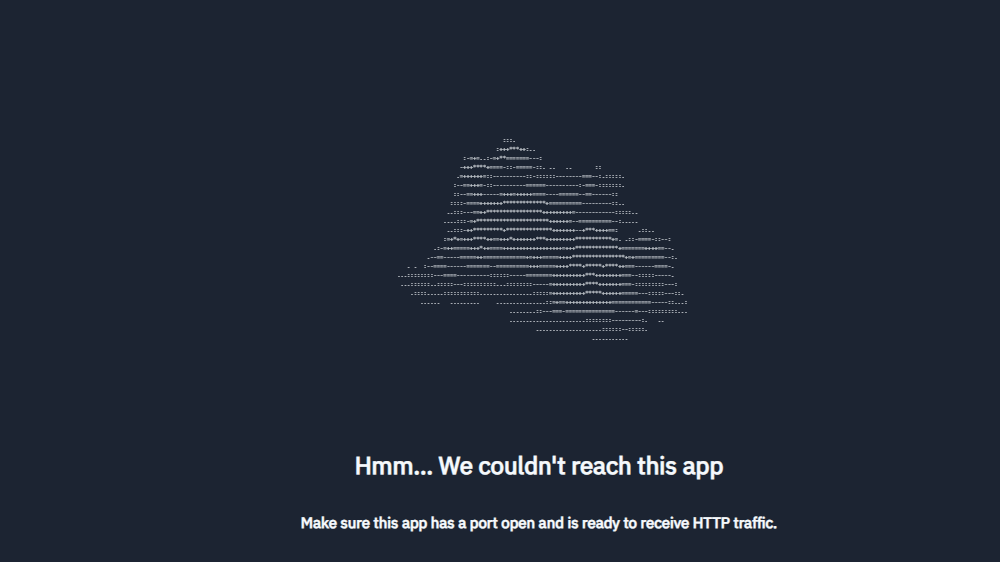 Hmm... We couldn't reach this app
Make sure this app has a port open and is ready to receive HTTP traffic.